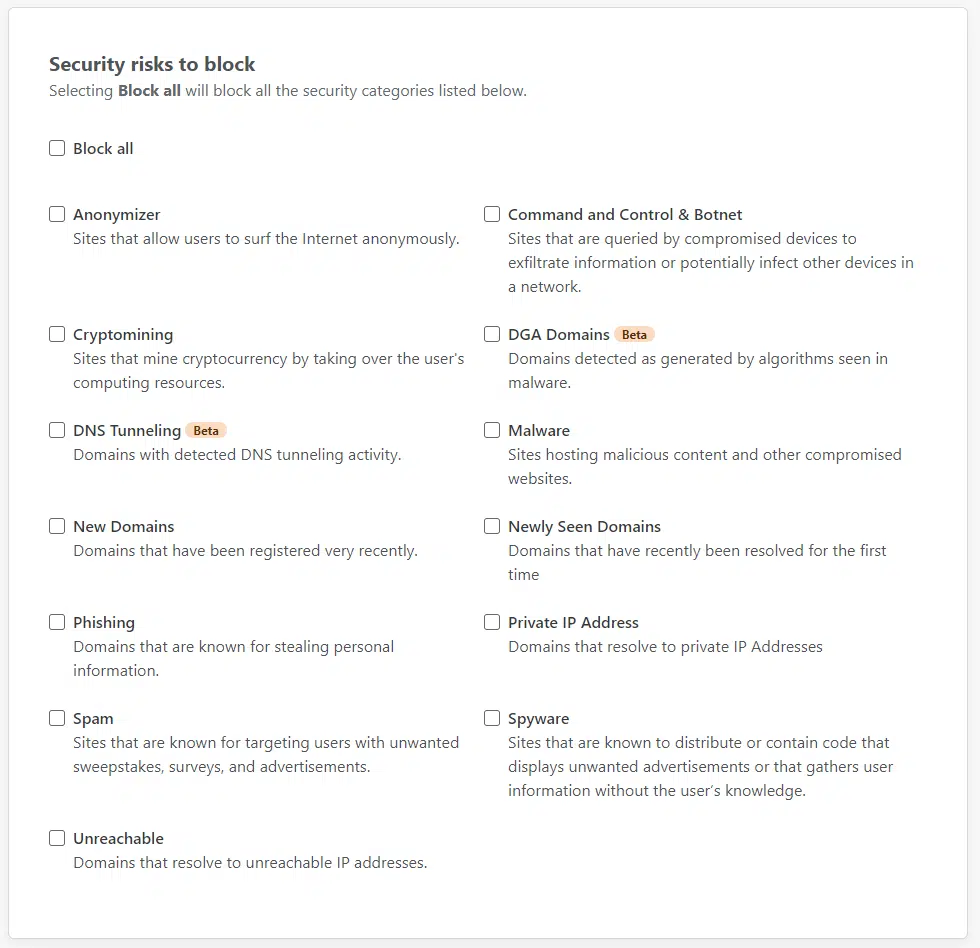 Security risks to block
Selecting Block all will block all the security categories listed below.
Block all
Anonymizer
Sites that allow users to surf the Internet anonymously.
Command and Control & Botnet
Sites that are queried by compromised devices to
exfiltrate information or potentially infect other devices in
a network.
Cryptomining
Sites that mine cryptocurrency by taking over the user's
computing resources.
DGA Domains Beta
Domains detected as generated by algorithms seen in
malware.
DNS Tunneling Beta
Domains with detected DNS tunneling activity.
Malware
Sites hosting malicious content and other compromised
websites.
New Domains
Domains that have been registered very recently.
Newly Seen Domains
Domains that have recently been resolved for the first
time
Phishing
Domains that are known for stealing personal
information.
Private IP Address
Domains that resolve to private IP Addresses
Spam
Sites that are known for targeting users with unwanted
sweepstakes, surveys, and advertisements.
Spyware
Sites that are known to distribute or contain code that
displays unwanted advertisements or that gathers user
information without the user’s knowledge.
Unreachable
Domains that resolve to unreachable IP addresses.